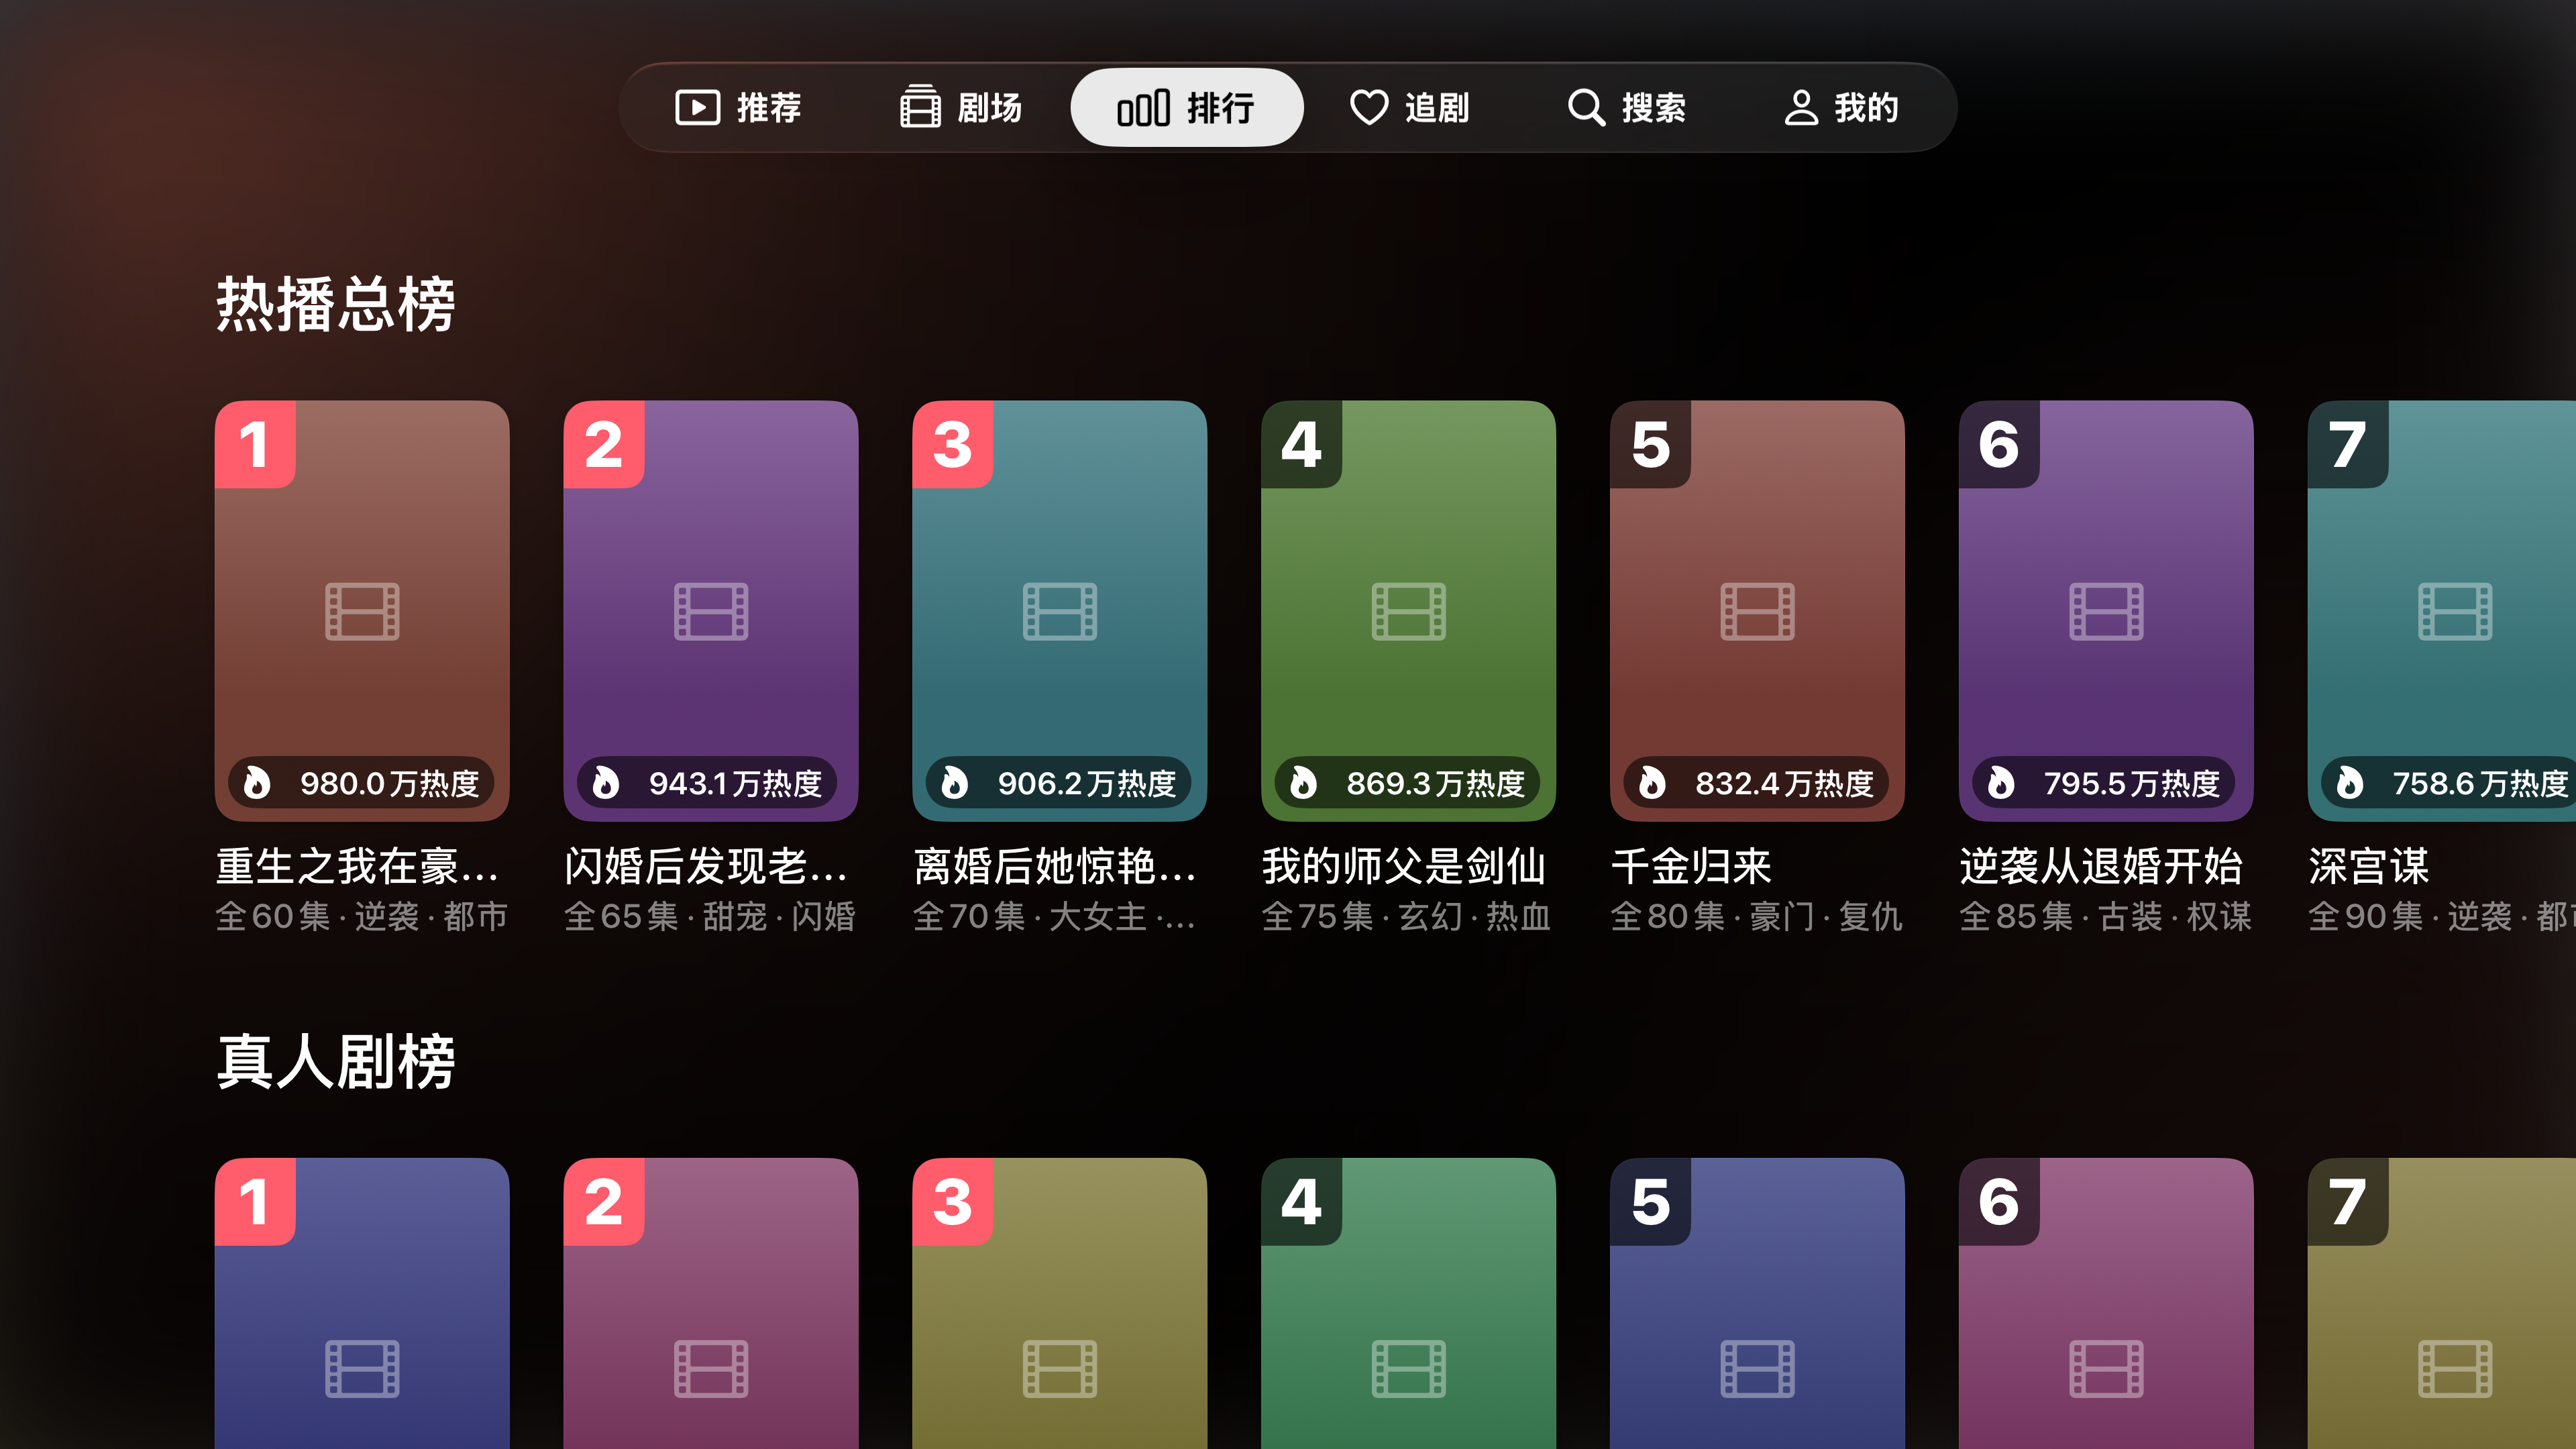 推荐 剧场 排行 追剧 搜索 我的
热播总榜
1 2 3 4 5 6 7
980.0万热度 943.1万热度 906.2万热度 869.3万热度 832.4万热度 795.5万热度 758.6万热度
重生之我在豪… 闪婚后发现老… 离婚后她惊艳… 我的师父是剑仙 千金归来 逆袭从退婚开始 深宫谋
全60集 · 逆袭 · 都市 全65集 · 甜宠 · 闪婚 全70集 · 大女主 ·… 全75集 · 玄幻 · 热血 全80集 · 豪门 · 复仇 全85集 · 古装 · 权谋 全90集 · 逆袭 · 都
真人剧榜
1 2 3 4 5 6 7